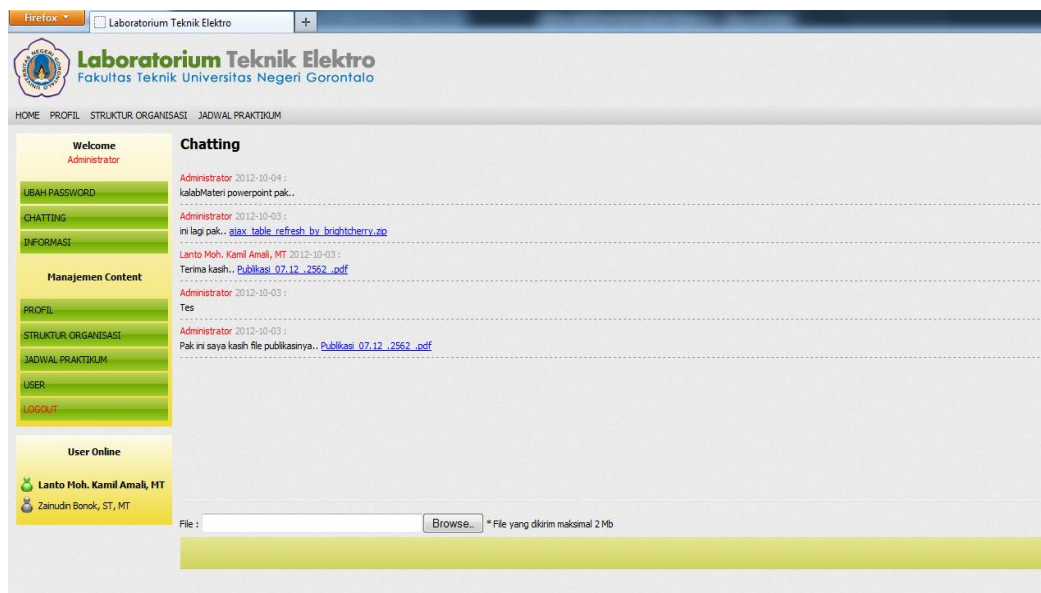 Firefox
Laboratorium Teknik Elektro
+
Laboratorium Teknik Elektro
Fakultas Teknik Universitas Negeri Gorontalo
HOME PROFIL STRUKTUR ORGANISASI JADWAL PRAKTIKUM
Welcome
Administrator
UBAH PASSWORD
CHATTING
INFORMASI
Manajemen Content
PROFIL
STRUKTUR ORGANISASI
JADWAL PRAKTIKUM
USER
LOGOUT
User Online
Lanto Moh. Kamil Amali, MT
Zainudin Bonok, ST, MT
Chatting
Administrator 2012-10-04 :
kalabMateri powerpoint pak..
Administrator 2012-10-03 :
ini lagi pak.. ajax_table_refresh_by_brightcherry.zip
Lanto Moh. Kamil Amali, MT 2012-10-03 :
Terima kasih.. Publikasi_07.12_.2562_.pdf
Administrator 2012-10-03 :
Tes
Administrator 2012-10-03 :
Pak ini saya kasih file publikasinya.. Publikasi_07.12_.2562_.pdf
File : Browse... * File yang dikirim maksimal 2 Mb